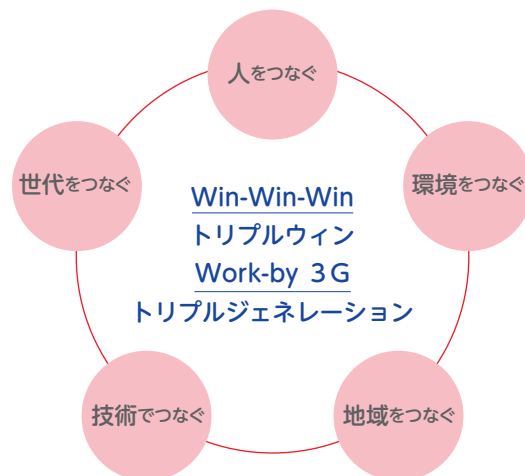 人をつなぐ
世代をつなぐ
環境をつなぐ
Win-Win-Win
トリプルウィン
Work-by 3G
トリプルジェネレーション
技術でつなぐ
地域をつなぐ